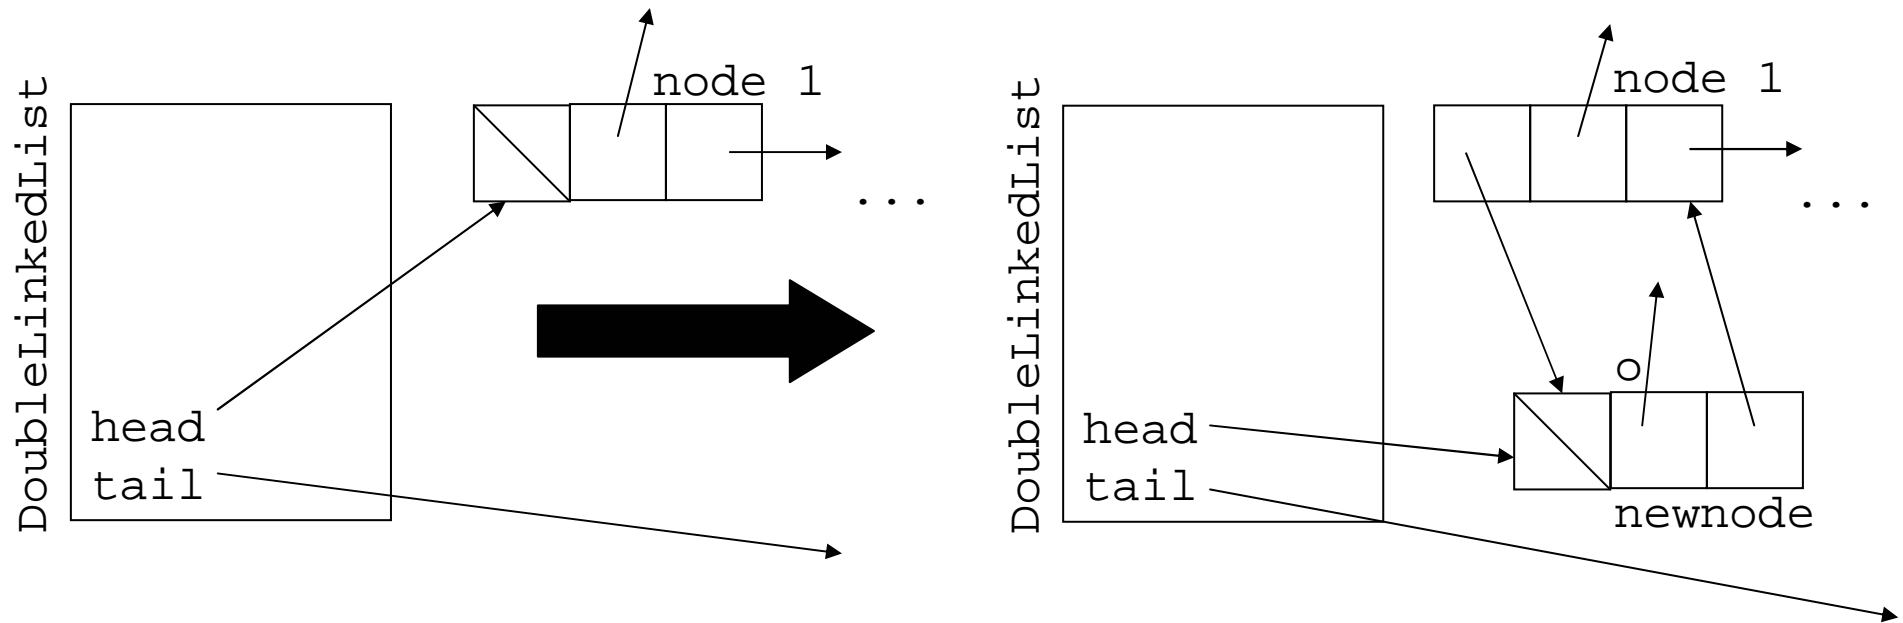 DoubleLinkedList
node 1
...
head
tail
DoubleLinkedList
node 1
...
o
head
tail
newnode